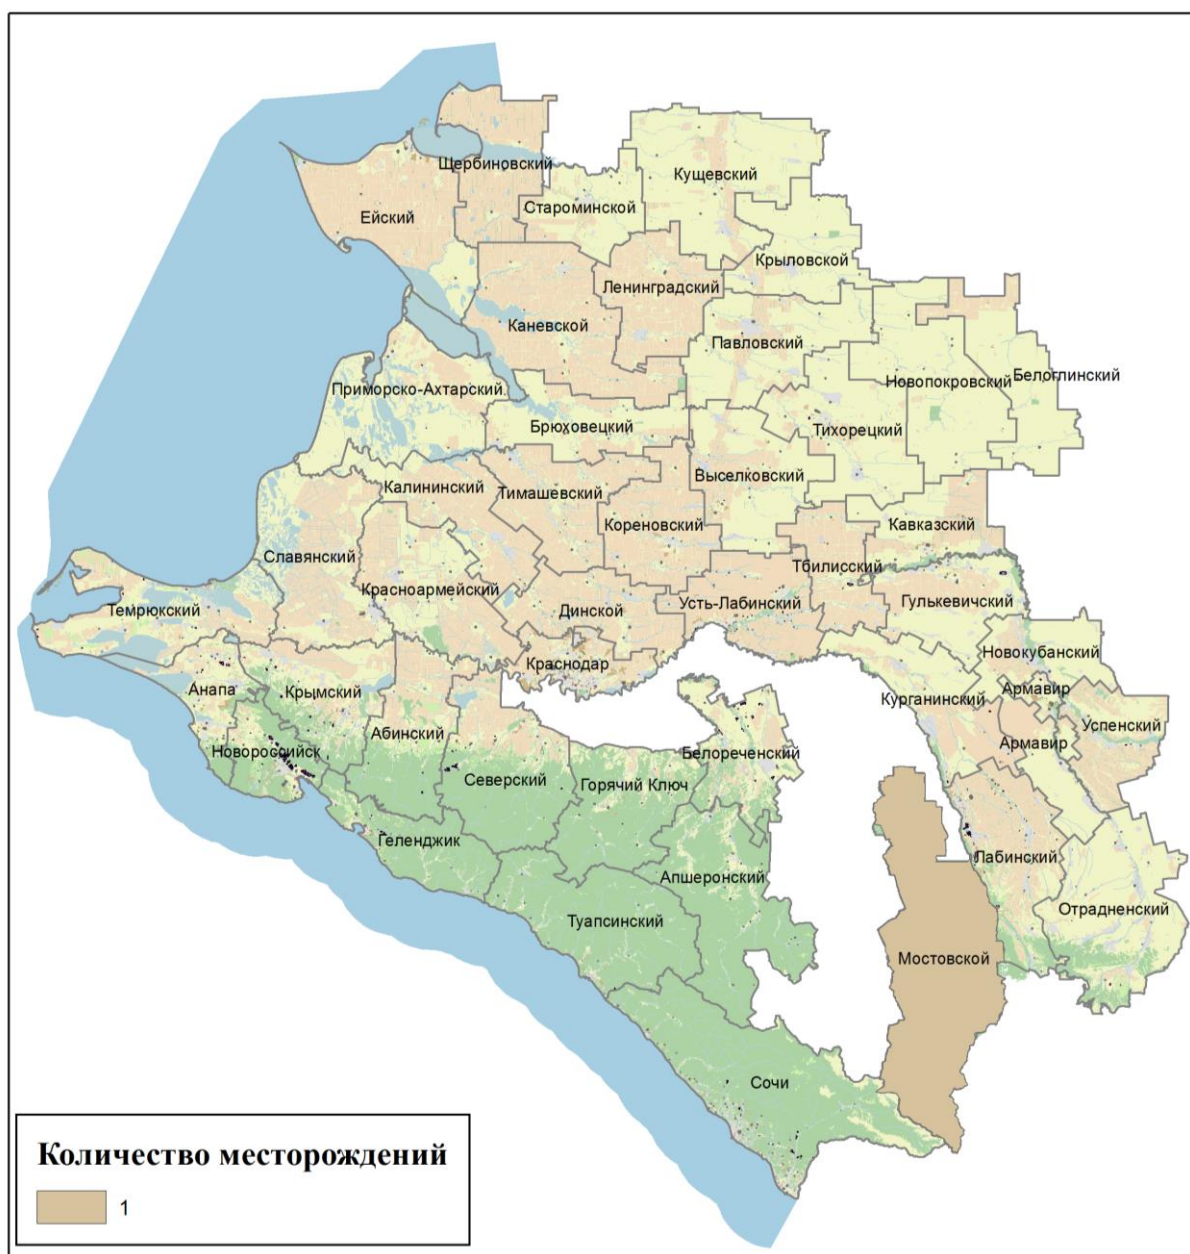 Щербиновский
Кущевский
Ейский
Староминской
Крыловской
Ленинградский
Каневской
Павловский
Белоглинский
Новопокровский
Приморско-Ахтарский
Брюховецкий
Тихорецкий
Выселковский
Калининский
Тимашевский
Кореновский
Кавказский
Славянский
Тбилисский
Красноармейский
Усть-Лабинский
Гулькевичский
Темрюкский
Динской
Новокубанский
Краснодар
Анапа
Крымский
Армавир
Курганинский
Успенский
Абинский
Армавир
Новороссийск
Белореченский
Северский
Горячий Ключ
Геленджик
Лабинский
Апшеронский
Отрадненский
Туапсинский
Мостовской
Сочи
Количество месторождений
1